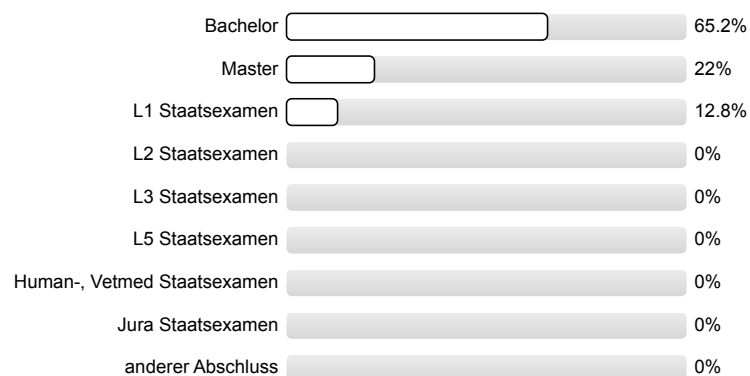 Bachelor 65.2%
Master 22%
L1 Staatsexamen 12.8%
L2 Staatsexamen 0%
L3 Staatsexamen 0%
L5 Staatsexamen 0%
Human-, Vetmed Staatsexamen 0%
Jura Staatsexamen 0%
anderer Abschluss 0%